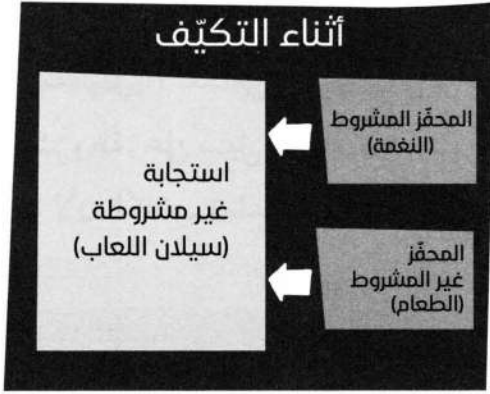 أثناء التكيّف
المحفّز المشروط
(النغمة)
استجابة
غير مشروطة
(سيلان اللعاب)
المحفّز
غير المشروط
(الطعام)